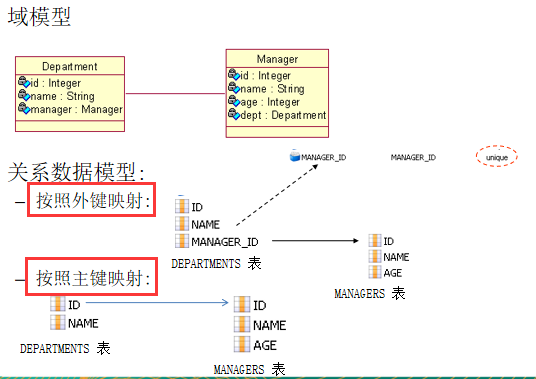 域模型
Department
id : Integer
name : String
manager : Manager
Manager
id : Integer
name : String
age : Integer
dept : Department
关系数据模型:
MANAGER_ID MANAGER_ID unique
– 按照外键映射:
ID
NAME
MANAGER_ID
DEPARTMENTS 表
ID
NAME
AGE
MANAGERS 表
– 按照主键映射:
ID
NAME
DEPARTMENTS 表
ID
NAME
AGE
MANAGERS 表